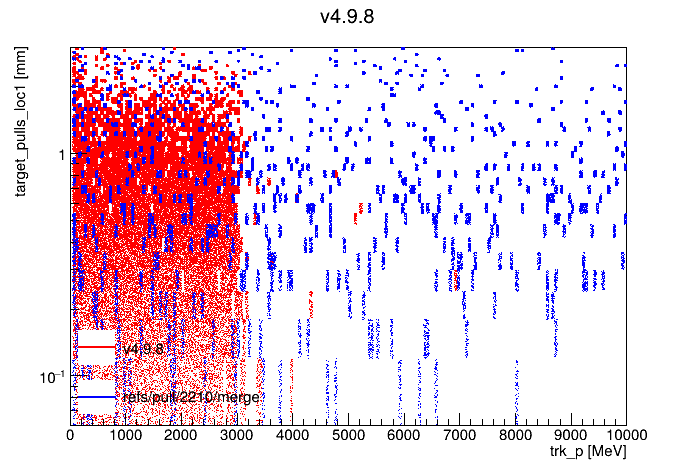 v4.9.8
target_pulls_loc1 [mm]
1
10⁻¹
v4.9.8
refs/pull/2210/merge
0 1000 2000 3000 4000 5000 6000 7000 8000 9000 10000
trk_p [MeV]